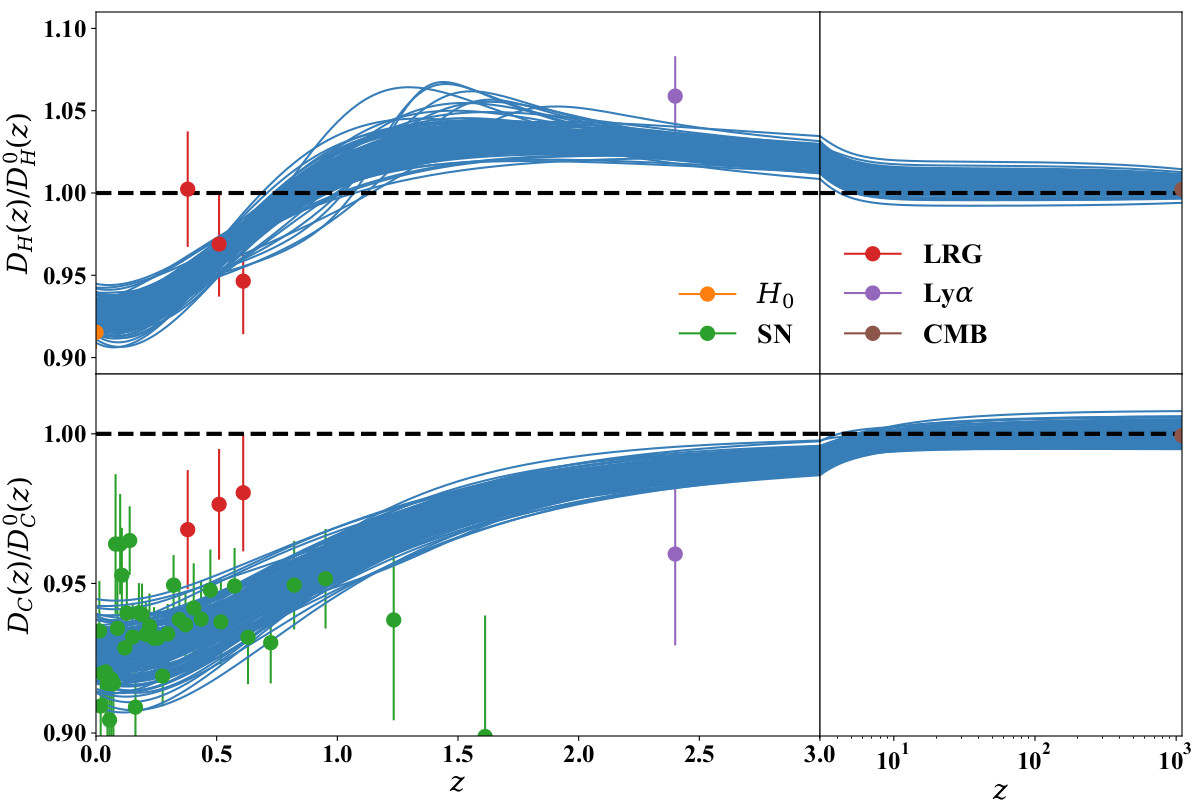 1.10
1.05
1.00
0.95
0.90
D_H(z)/D_H^0(z)
H_0
SN
LRG
Lyα
CMB
1.00
0.95
0.90
D_C(z)/D_C^0(z)
0.0 0.5 1.0 1.5 2.0 2.5 3.0 10^1 10^2 10^3
z z